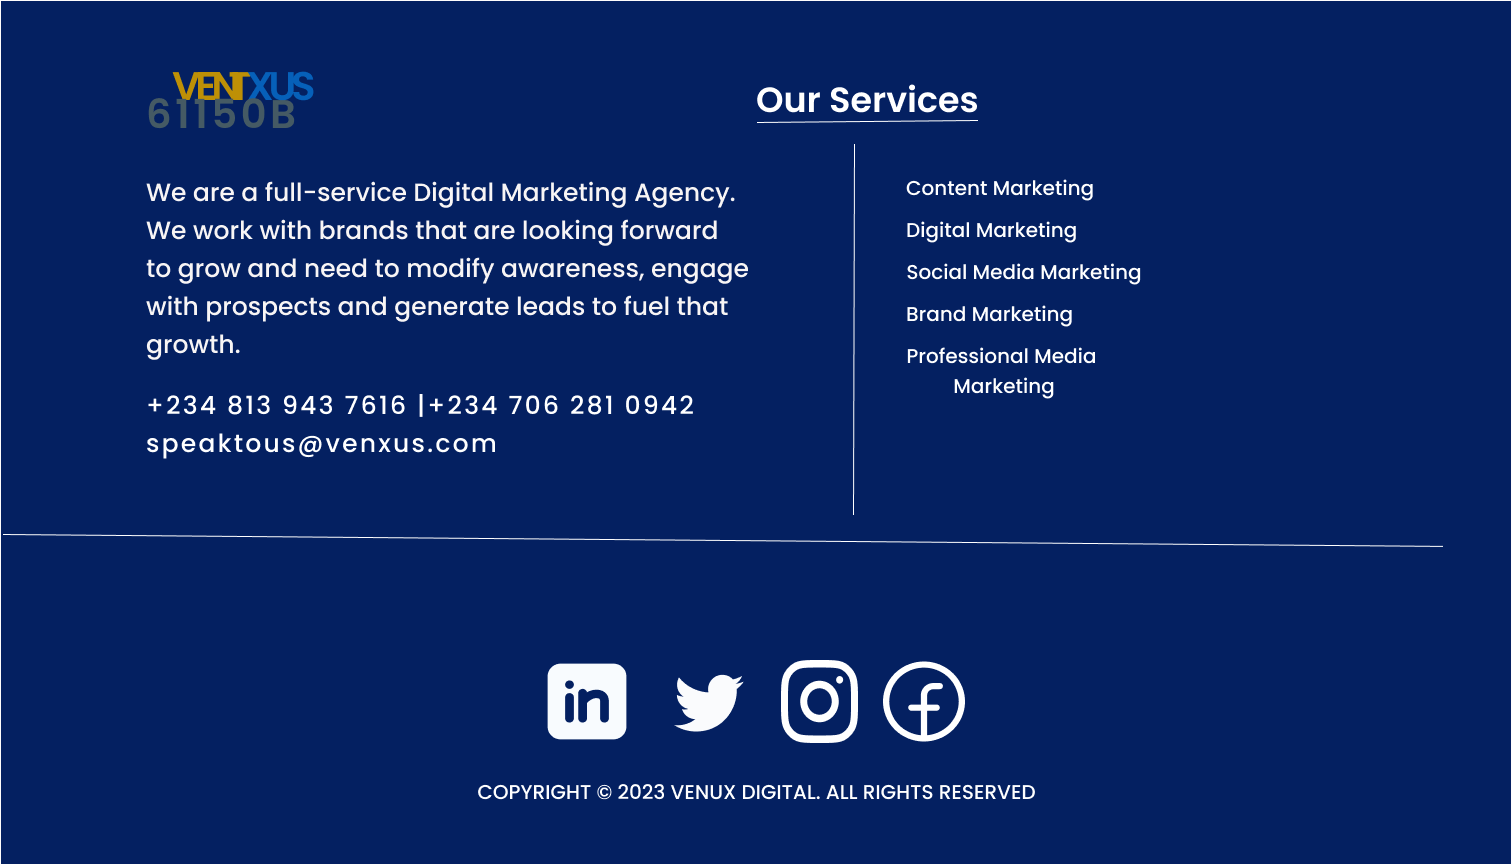 VENTXUS
61150B
We are a full-service Digital Marketing Agency.
We work with brands that are looking forward
to grow and need to modify awareness, engage
with prospects and generate leads to fuel that
growth.
+234 813 943 7616 |+234 706 281 0942
speaktous@venxus.com
Our Services
Content Marketing
Digital Marketing
Social Media Marketing
Brand Marketing
Professional Media
Marketing
in
COPYRIGHT © 2023 VENUX DIGITAL. ALL RIGHTS RESERVED